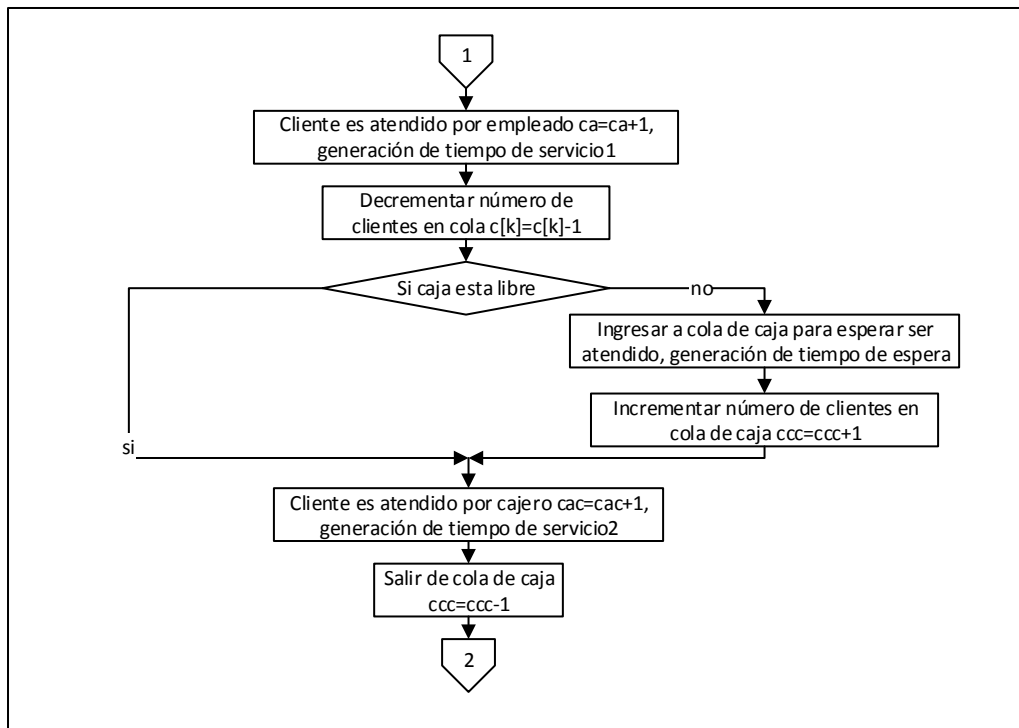 1
Cliente es atendido por empleado ca=ca+1,
generación de tiempo de servicio1
Decrementar número de
clientes en cola c[k]=c[k]-1
Si caja esta libre
no
Ingresar a cola de caja para esperar ser
atendido, generación de tiempo de espera
Incrementar número de clientes en
cola de caja ccc=ccc+1
si
Cliente es atendido por cajero cac=cac+1,
generación de tiempo de servicio2
Salir de cola de caja
ccc=ccc-1
2